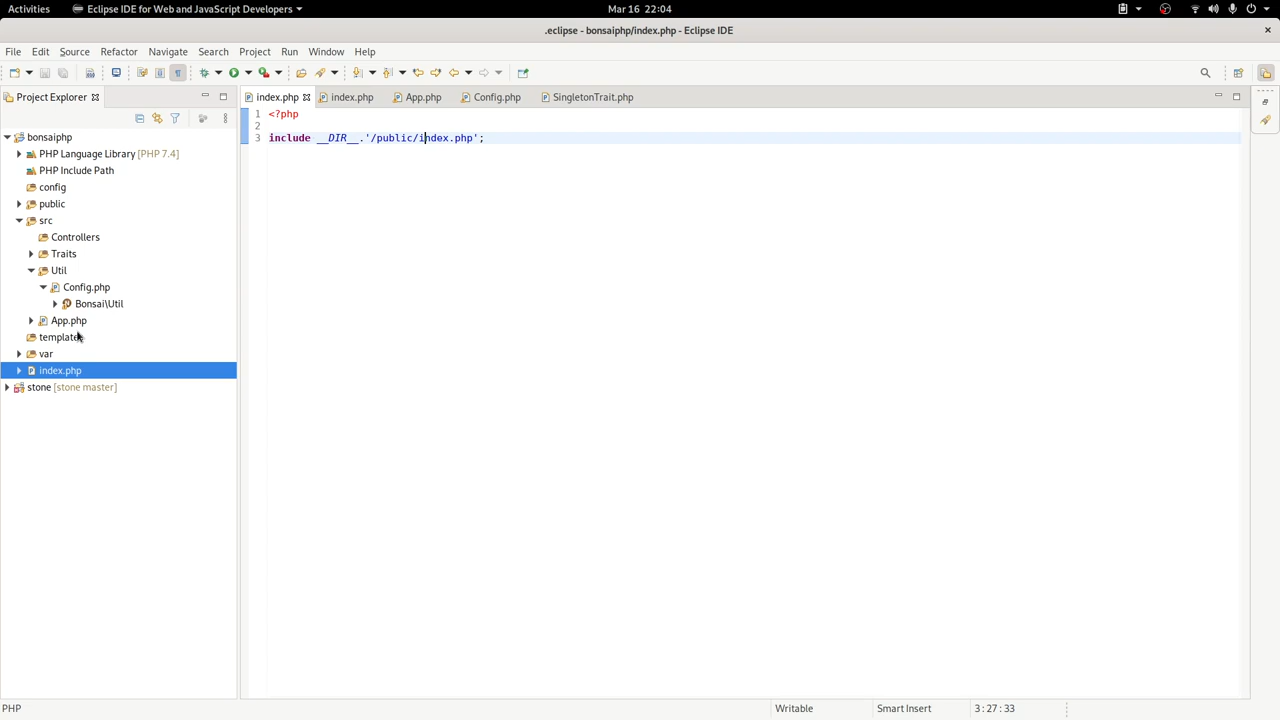 Activities
Eclipse IDE for Web and JavaScript Developers
Mar 16 22:04
.eclipse - bonsaiphp/index.php - Eclipse IDE
File Edit Source Refactor Navigate Search Project Run Window Help
Project Explorer
index.php
index.php
App.php
Config.php
SingletonTrait.php
bonsaiphp
PHP Language Library [PHP 7.4]
PHP Include Path
config
public
src
Controllers
Traits
Util
Config.php
Bonsai\Util
App.php
template
var
index.php
stone [stone master]
1 <?php
2
3 include __DIR__.'/public/index.php';
PHP
Writable
Smart Insert
3 : 27 : 33